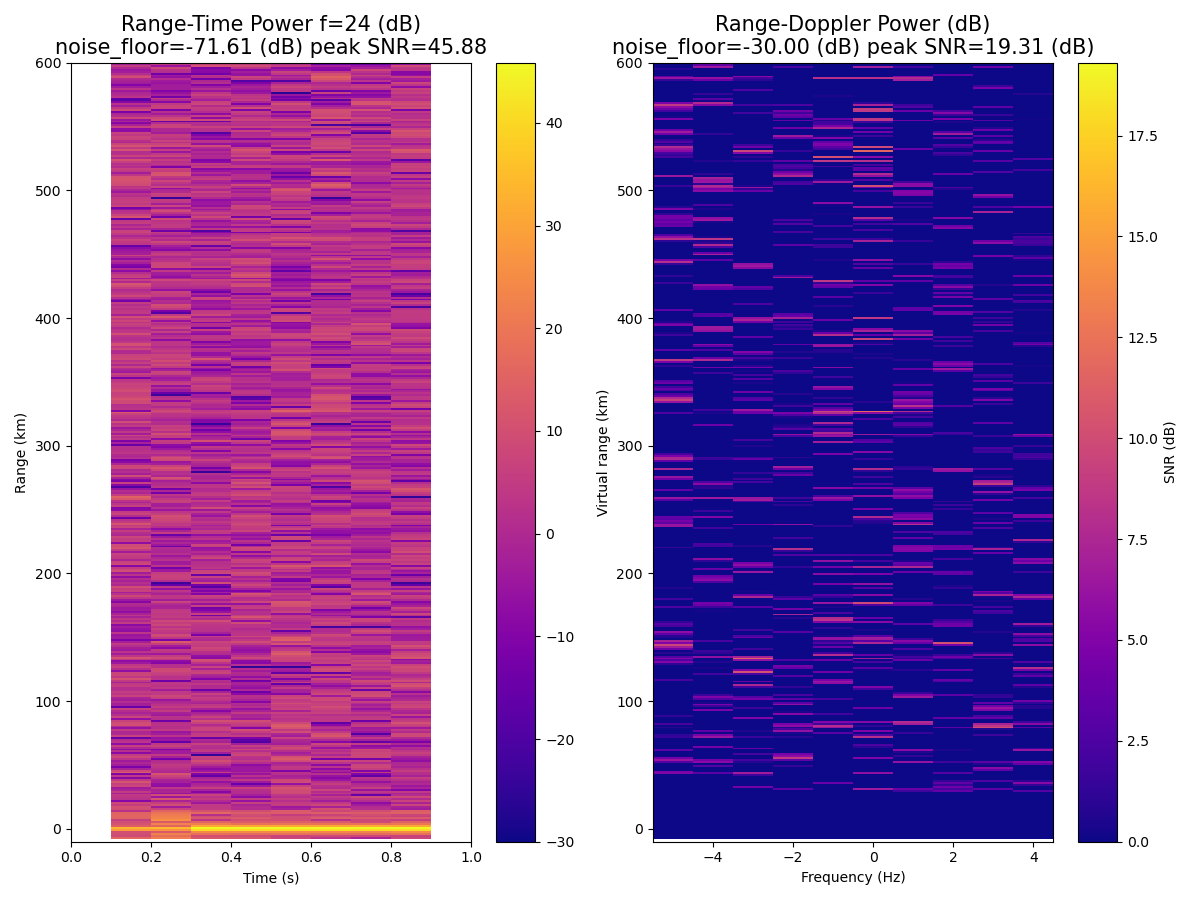 Range-Time Power f=24 (dB)
noise_floor=-71.61 (dB) peak SNR=45.88
600
500
400
300
200
100
0
Range (km)
0.0 0.2 0.4 0.6 0.8 1.0
Time (s)
40
30
20
10
0
−10
−20
−30
Range-Doppler Power (dB)
noise_floor=-30.00 (dB) peak SNR=19.31 (dB)
600
500
400
300
200
100
0
Virtual range (km)
−4 −2 0 2 4
Frequency (Hz)
17.5
15.0
12.5
10.0
7.5
5.0
2.5
0.0
SNR (dB)